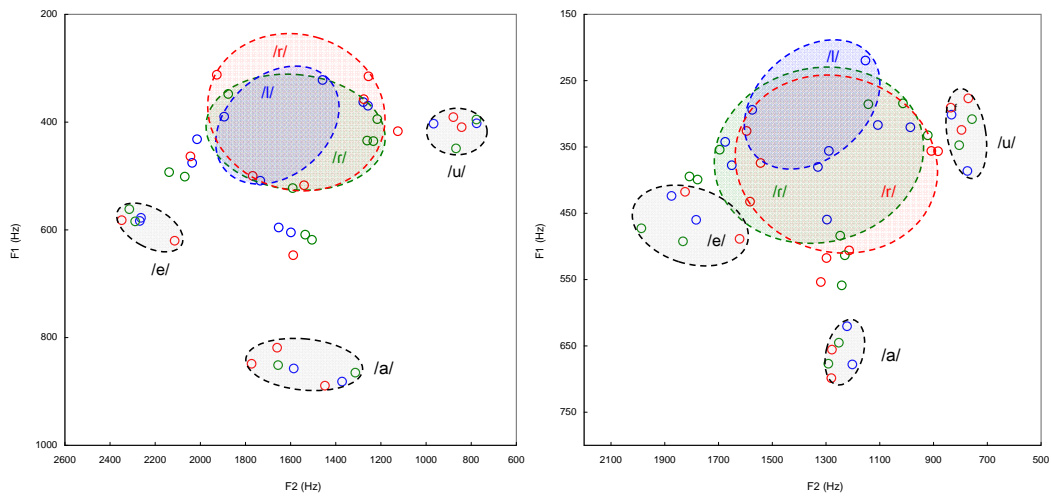 200
400
600
800
1000
F1 (Hz)
2600 2400 2200 2000 1800 1600 1400 1200 1000 800 600
F2 (Hz)
/r/
/l/
/r/
/u/
/e/
/a/
150
250
350
450
550
650
750
F1 (Hz)
2100 1900 1700 1500 1300 1100 900 700 500
F2 (Hz)
/l/
/u/
/r/
/r/
/e/
/a/